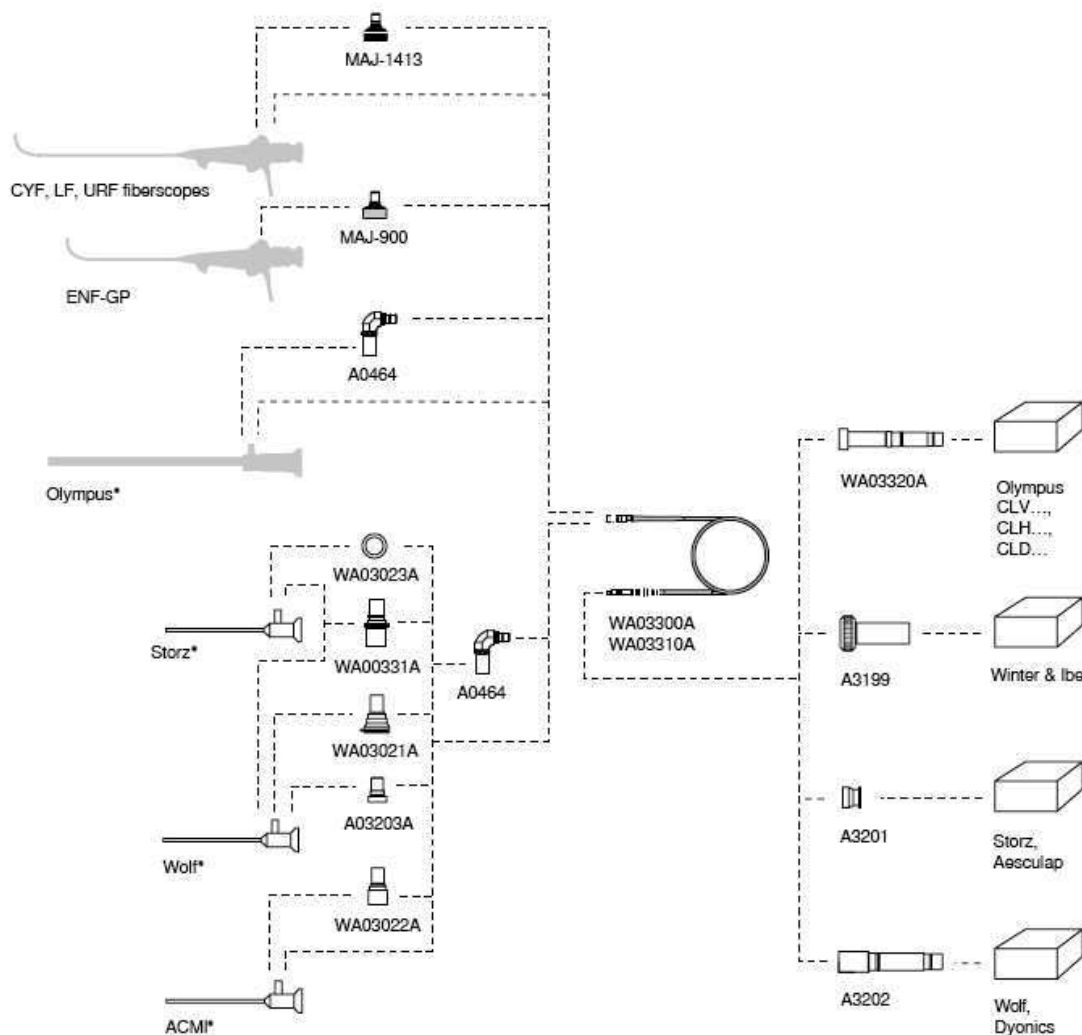 MAJ-1413
CYF, LF, URF fiberscopes
MAJ-900
ENF-GP
A0464
Olympus*
WA03320A
Olympus
CLV...,
CLH...,
CLD...
WA03023A
Storz*
WA00331A
A0464
WA03300A
WA03310A
A3199
Winter & Ibe
WA03021A
A03203A
Wolf*
A3201
Storz,
Aesculap
WA03022A
ACMI*
A3202
Wolf,
Dyonics